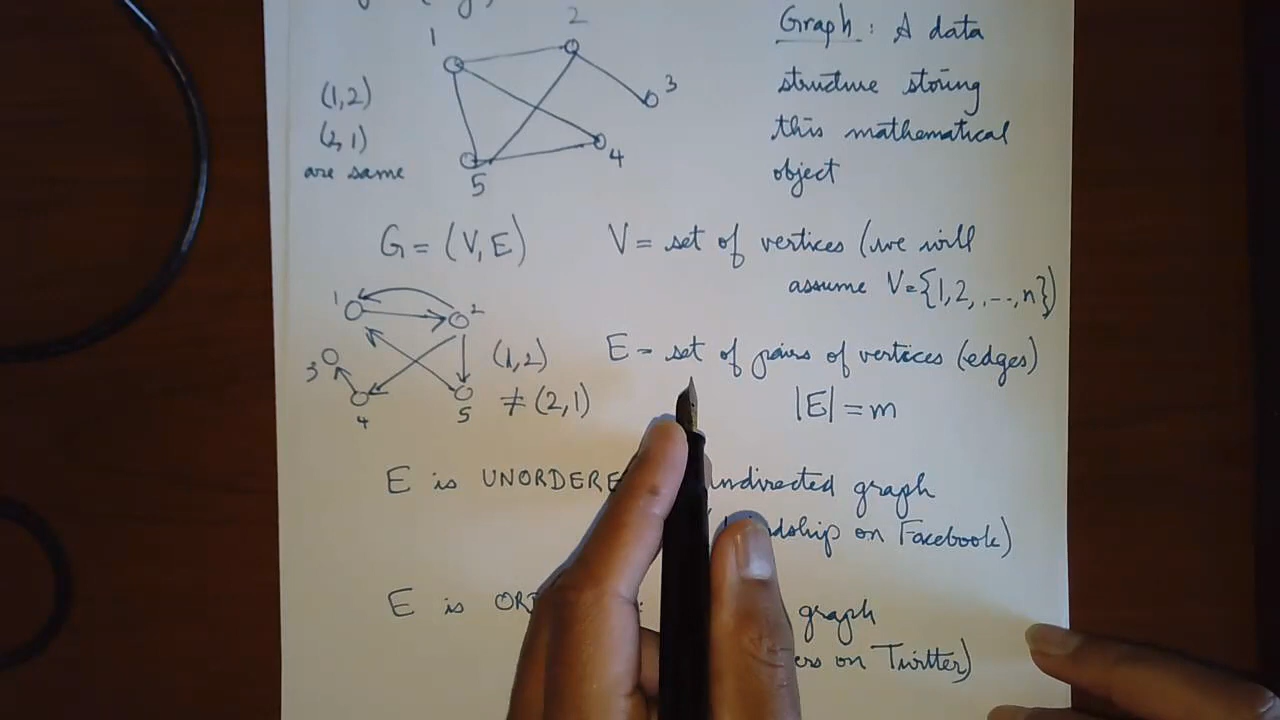 1
2
3
4
5
(1,2)
(2,1)
are same
Graph: A data
structure storing
this mathematical
object
G = (V, E)
V = set of vertices (we will
assume V={1,2,...,n})
1
2
3
4
5
(1,2)
≠ (2,1)
E = set of pairs of vertices (edges)
|E| = m
E is UNORDERE undirected graph
on Facebook)
E is graph
on Twitter)